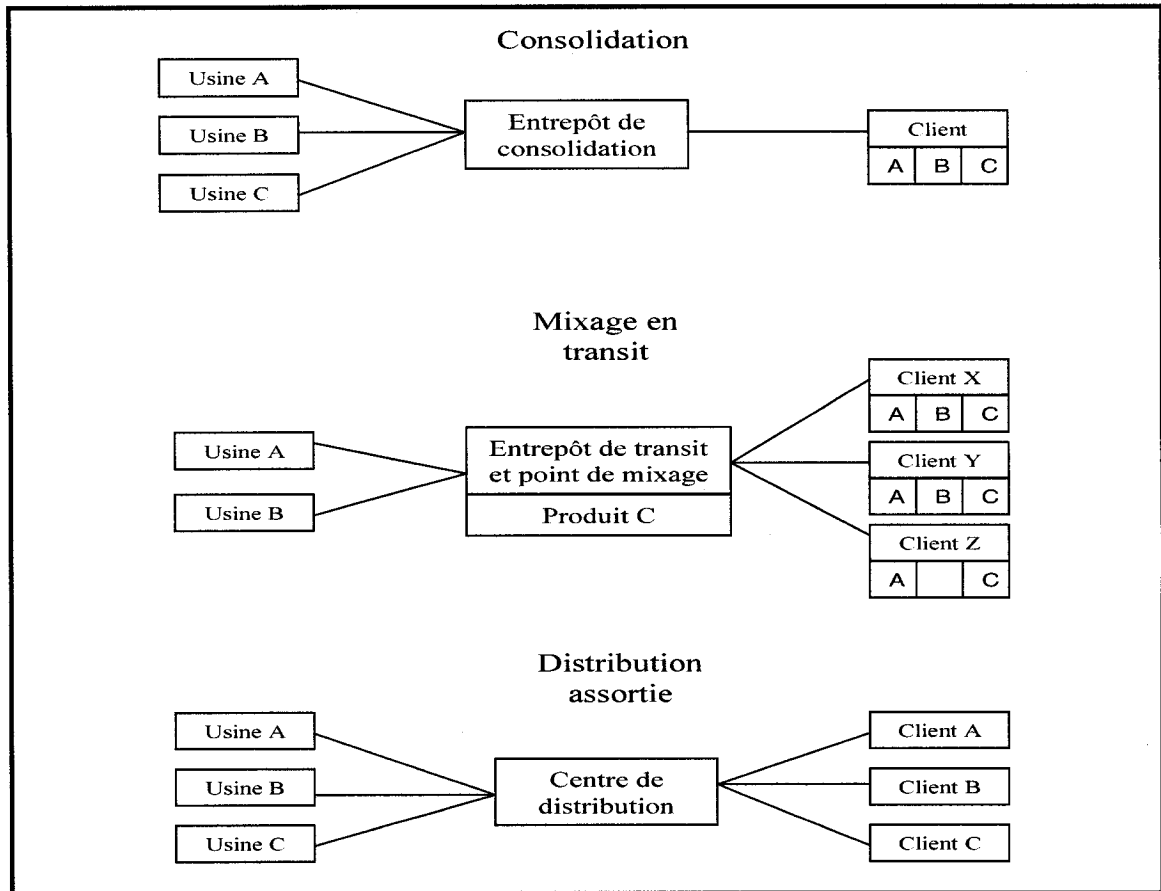 Consolidation
Usine A
Usine B
Usine C
Entrepôt de
consolidation
Client
A B C
Mixage en
transit
Usine A
Usine B
Entrepôt de transit
et point de mixage
Produit C
Client X
A B C
Client Y
A B C
Client Z
A C
Distribution
assortie
Usine A
Usine B
Usine C
Centre de
distribution
Client A
Client B
Client C